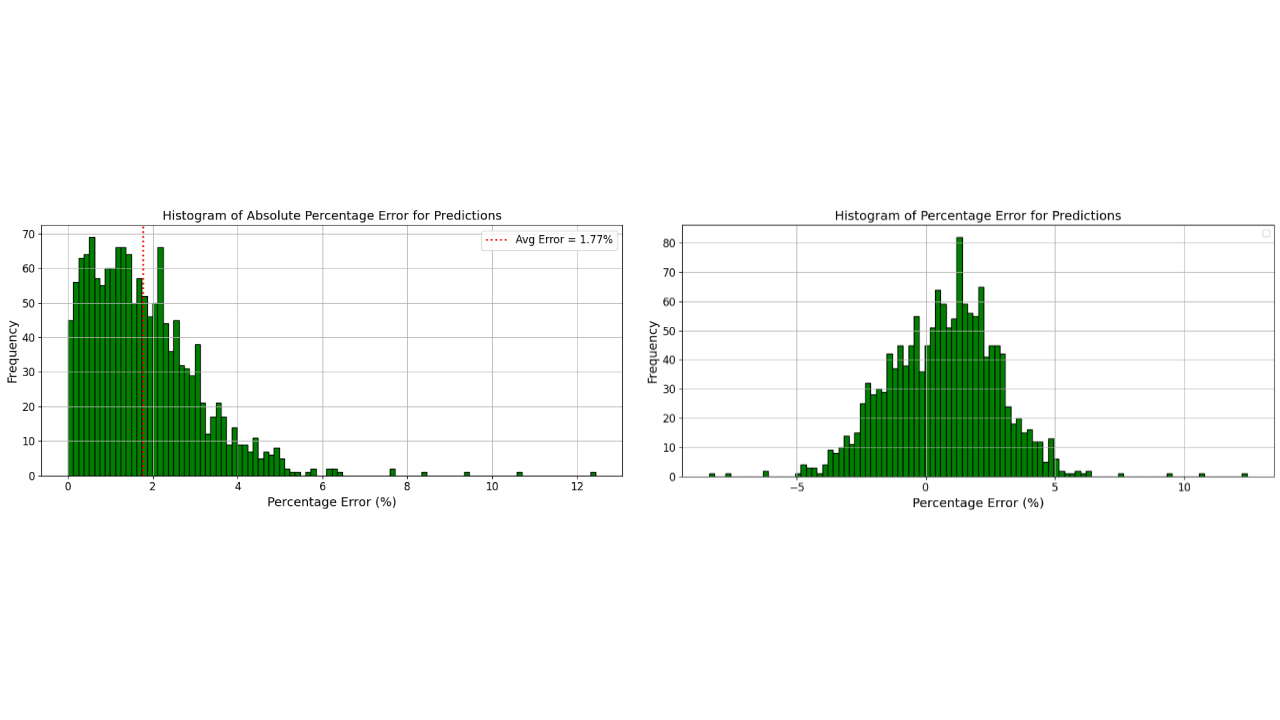 Histogram of Absolute Percentage Error for Predictions
70
60
50
40
30
20
10
0
Frequency
Avg Error = 1.77%
0 2 4 6 8 10 12
Percentage Error (%)
Histogram of Percentage Error for Predictions
80
70
60
50
40
30
20
10
0
Frequency
−5 0 5 10
Percentage Error (%)